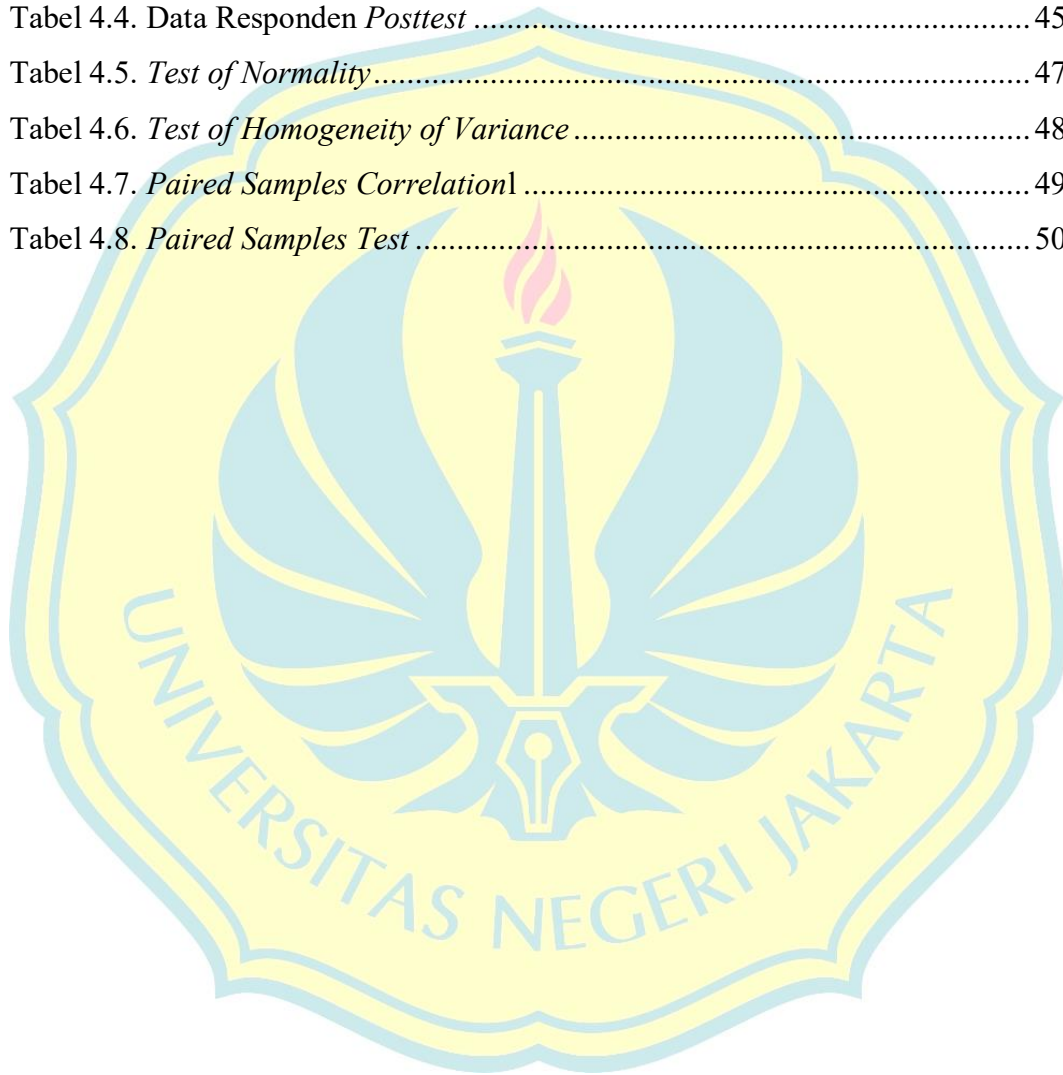 Tabel 4.4. Data Responden Posttest ........................................................................ 45
Tabel 4.5. Test of Normality ...................................................................................... 47
Tabel 4.6. Test of Homogeneity of Variance ........................................................... 48
Tabel 4.7. Paired Samples Correlationl .................................................................. 49
Tabel 4.8. Paired Samples Test ................................................................................ 50
UNIVERSITAS NEGERI JAKARTA